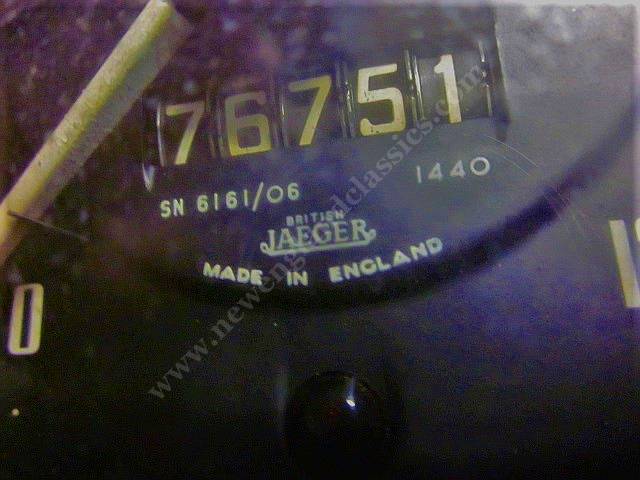 76751
SN 6161/06 1440
BRITISH
JAEGER
MADE IN ENGLAND
0
www.newenglandclassics.com